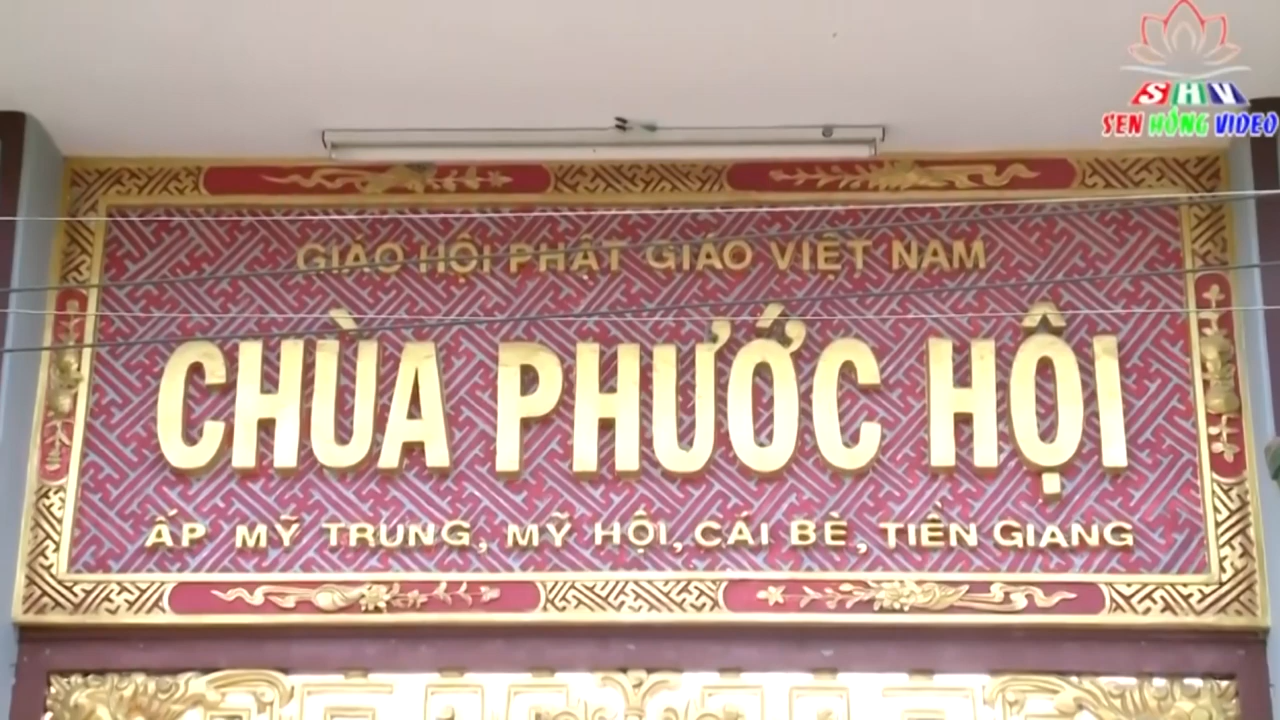 SHV
SEN HỒNG VIDEO
GIÁO HỘI PHẬT GIÁO VIỆT NAM
CHÙA PHƯỚC HỘI
ẤP MỸ TRUNG, MỸ HỘI, CÁI BÈ, TIỀN GIANG